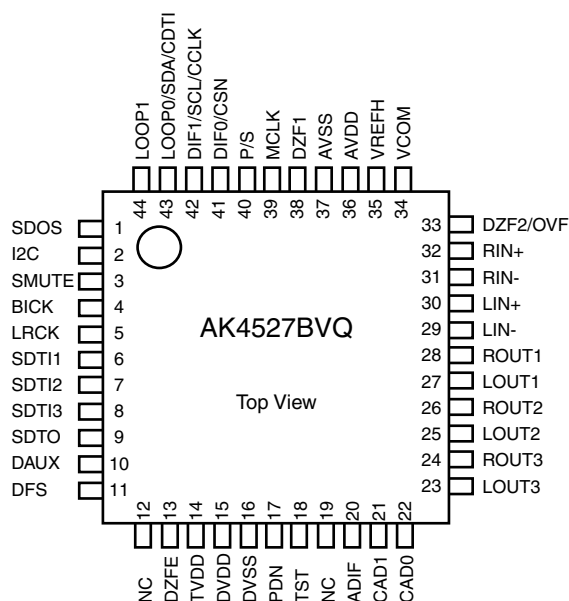 LOOP1
LOOP0/SDA/CDTI
DIF1/SCL/CCLK
DIF0/CSN
P/S
MCLK
DZF1
AVSS
AVDD
VREFH
VCOM
44
43
42
41
40
39
38
37
36
35
34
SDOS 1
I2C 2
SMUTE 3
BICK 4
LRCK 5
SDTI1 6
SDTI2 7
SDTI3 8
SDTO 9
DAUX 10
DFS 11
AK4527BVQ
Top View
33 DZF2/OVF
32 RIN+
31 RIN-
30 LIN+
29 LIN-
28 ROUT1
27 LOUT1
26 ROUT2
25 LOUT2
24 ROUT3
23 LOUT3
12
13
14
15
16
17
18
19
20
21
22
NC
DZFE
TVDD
DVDD
DVSS
PDN
TST
NC
ADIF
CAD1
CAD0